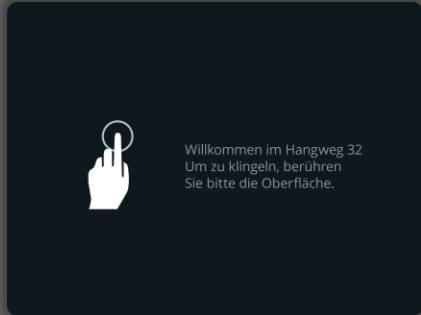 Willkommen im Hangweg 32
Um zu klingeln, berühren
Sie bitte die Oberfläche.